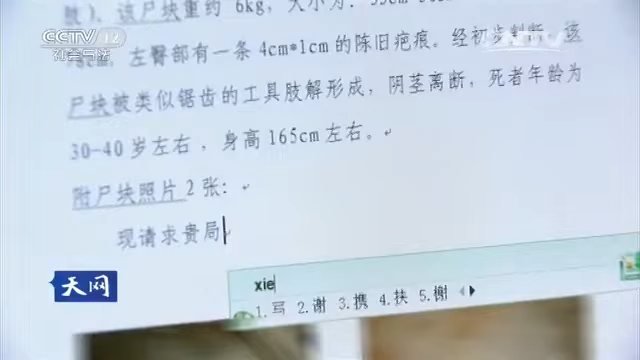 CCTV 12
社会与法
该尸块重约 6kg，大小为：
左臀部有一条 4cm*1cm 的陈旧疤痕。经初步判断，该
尸块被类似锯齿的工具肢解形成，阴茎离断，死者年龄为
30-40 岁左右，身高 165cm 左右。
附尸块照片 2 张：
现请求贵局
xie
1.写 2.谢 3.携 4.扶 5.榭
天网